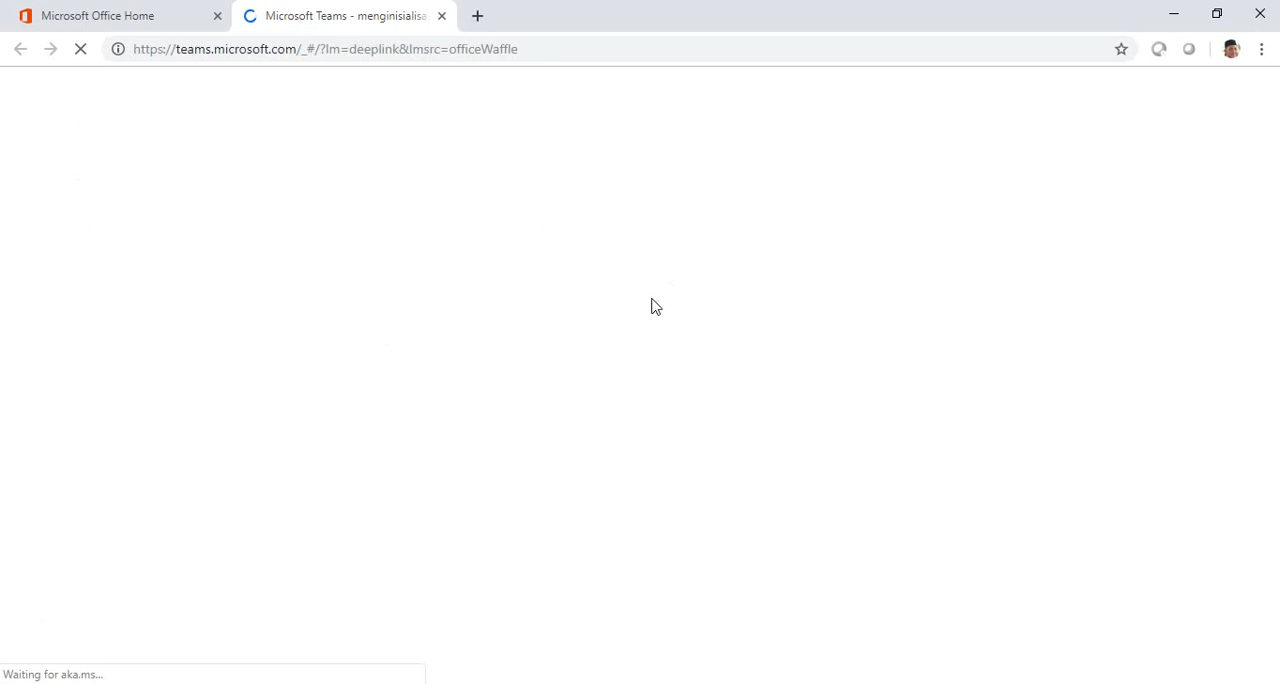 Microsoft Office Home
Microsoft Teams - menginisialisa
https://teams.microsoft.com/_#/?lm=deeplink&lmsrc=officeWaffle
Waiting for aka.ms...